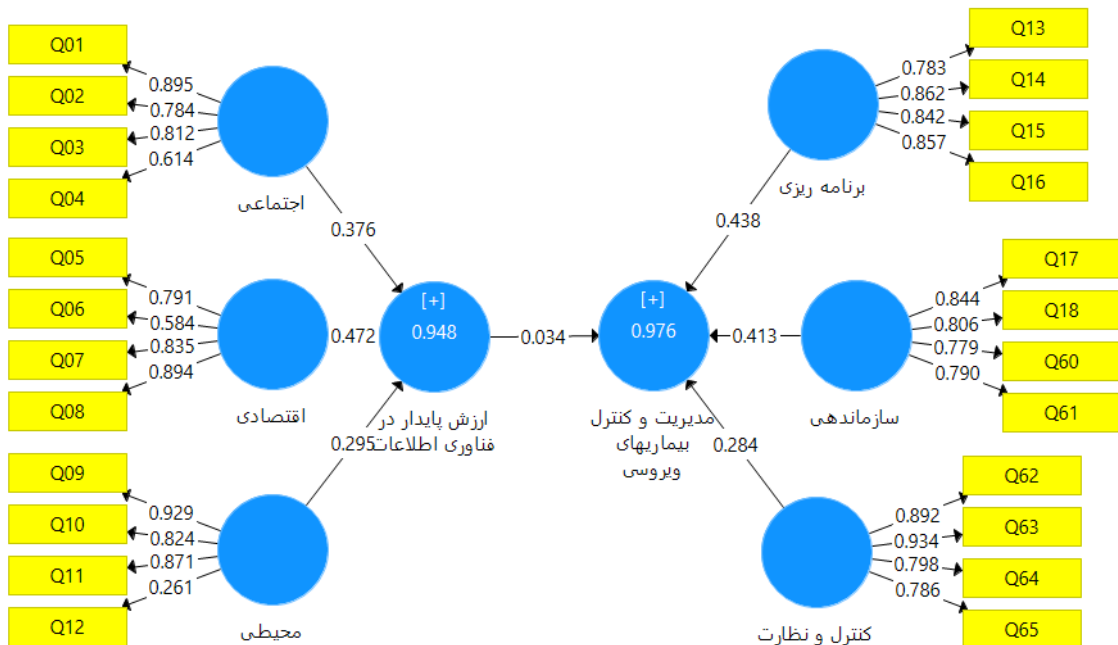 Q01
Q02
Q03
Q04
0.895
0.784
0.812
0.614
اجتماعی
0.376
Q05
Q06
Q07
Q08
0.791
0.584
0.835
0.894
اقتصادی
0.472
Q09
Q10
Q11
Q12
0.929
0.824
0.871
0.261
محیطی
0.295
[+]
0.948
ارزش پایدار در
فناوری اطلاعات
0.034
[+]
0.976
مدیریت و کنترل
بیماریهای
ویروسی
0.438
برنامه ریزی
0.783
0.862
0.842
0.857
Q13
Q14
Q15
Q16
0.413
سازماندهی
0.844
0.806
0.779
0.790
Q17
Q18
Q60
Q61
0.284
کنترل و نظارت
0.892
0.934
0.798
0.786
Q62
Q63
Q64
Q65